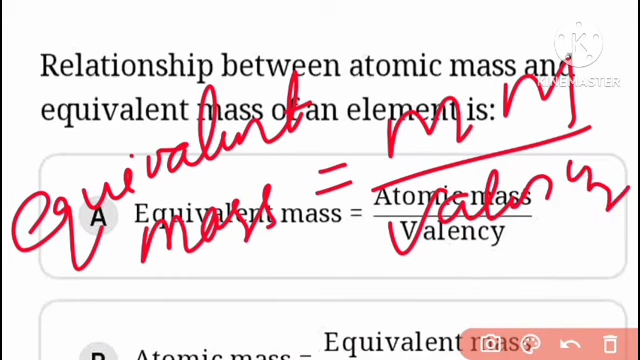 KINEMASTER
Relationship between atomic mass and
equivalent mass of an element is:
equivalent mass =
A Equivalent mass = Atomic mass
Valency
Equivalent mass
Atomic mass =